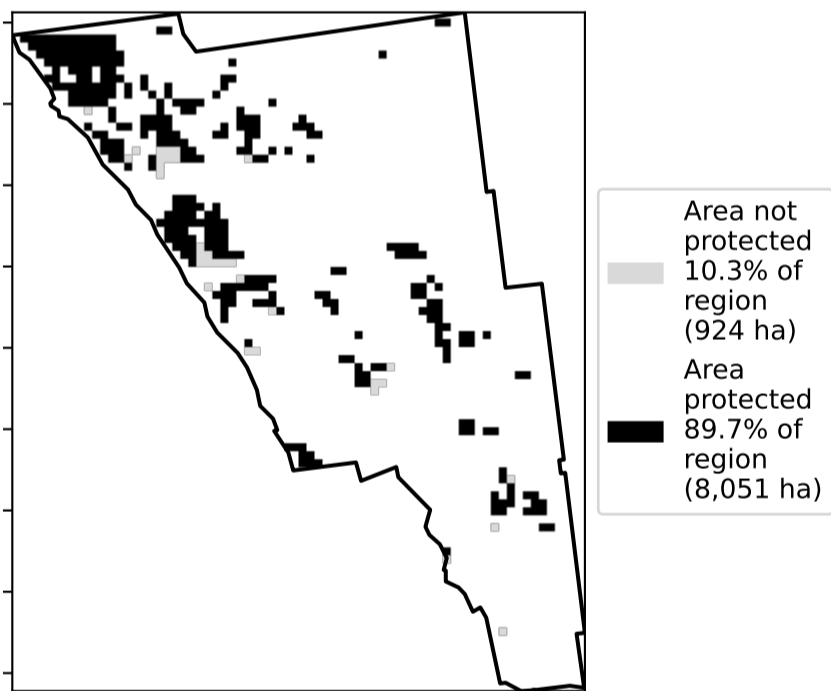 Area not
protected
10.3% of
region
(924 ha)
Area
protected
89.7% of
region
(8,051 ha)